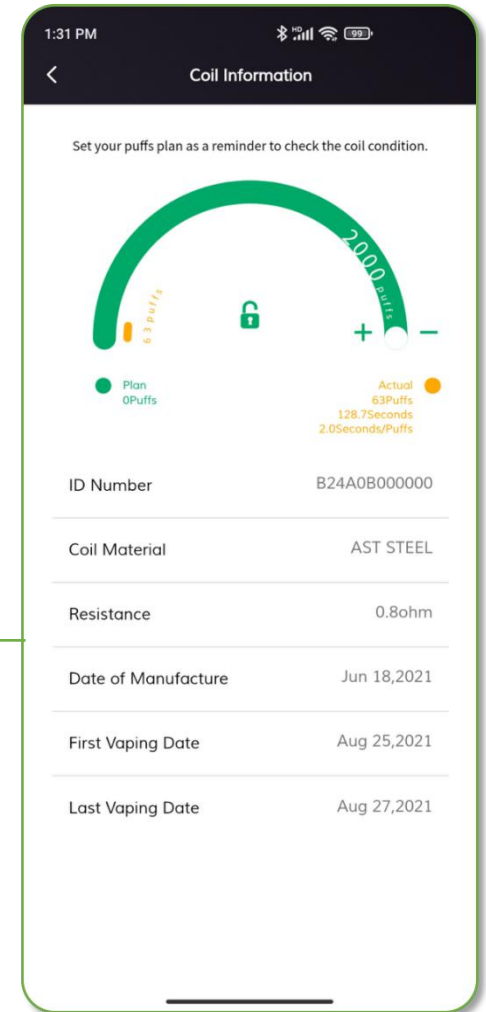 1:31 PM
HD
99
Coil Information
Set your puffs plan as a reminder to check the coil condition.
2000 puffs
63 puffs
+
−
Plan
0Puffs
Actual
63Puffs
128.7Seconds
2.0Seconds/Puffs
ID Number B24A0B000000
Coil Material AST STEEL
Resistance 0.8ohm
Date of Manufacture Jun 18,2021
First Vaping Date Aug 25,2021
Last Vaping Date Aug 27,2021